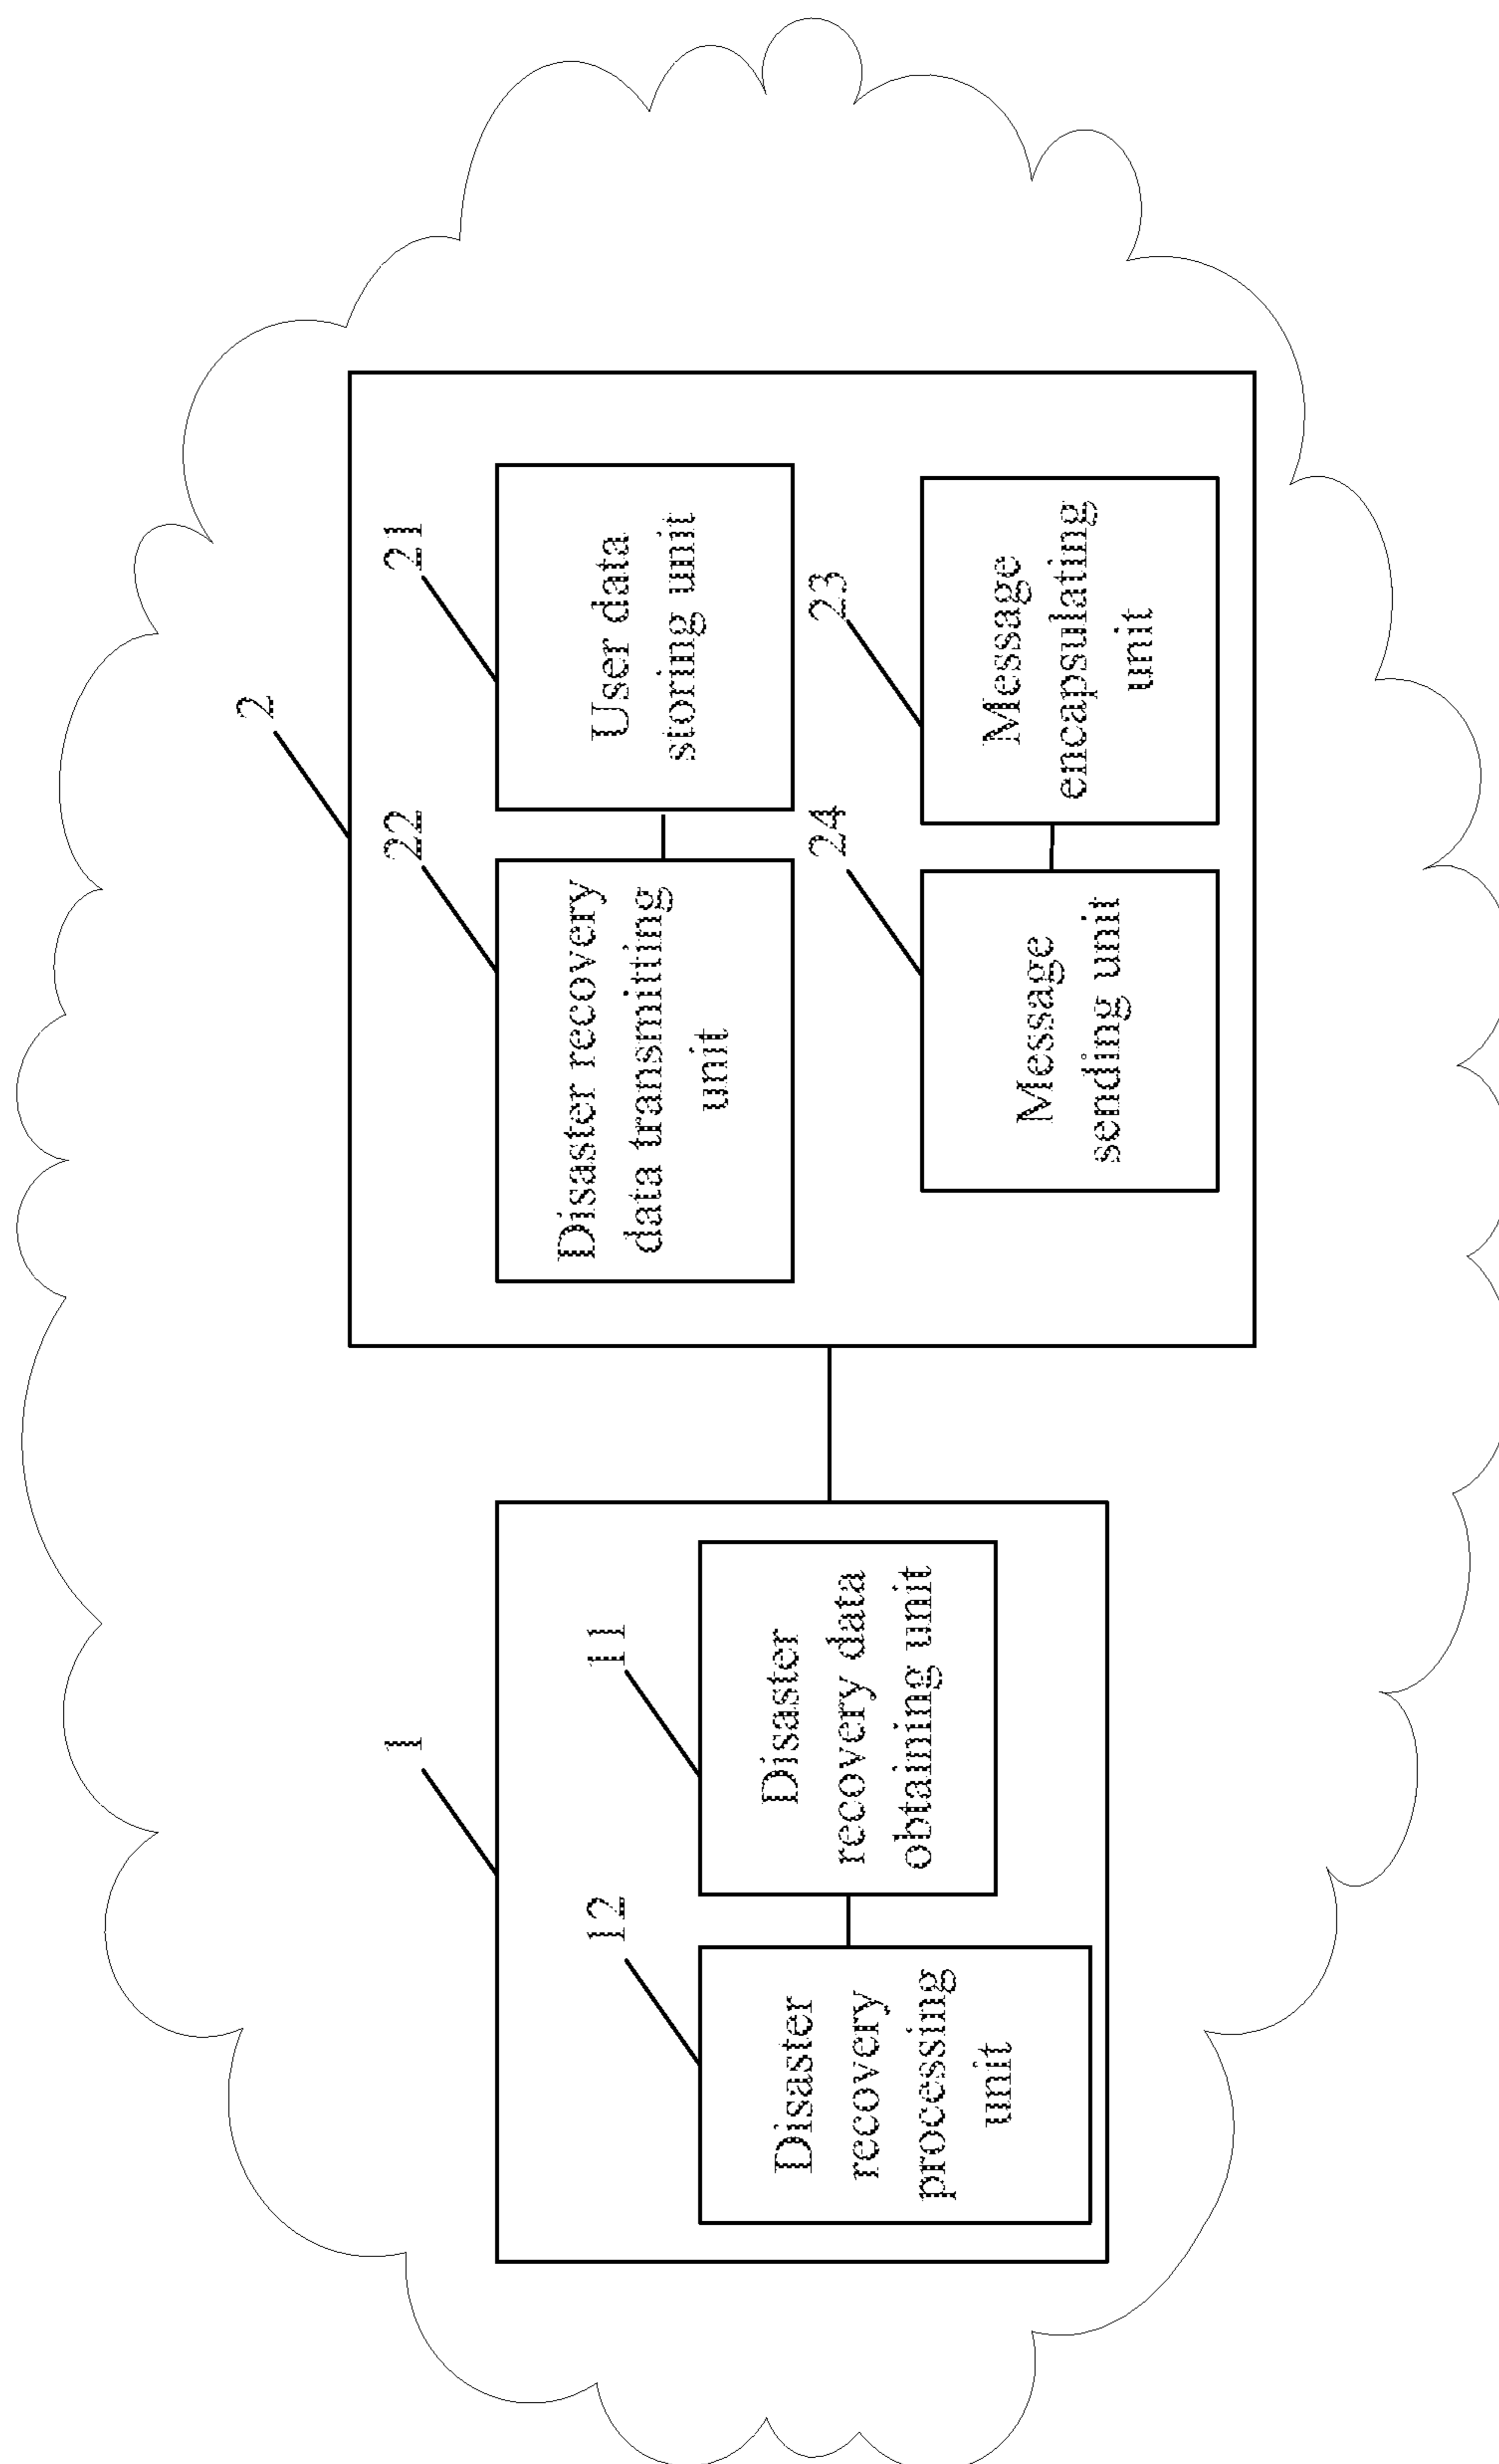 2
22
21
Disaster recovery
data transmitting
unit
User data
storing unit
24
23
Message
sending unit
Message
encapsulating
unit
1
12
11
Disaster
recovery
processing
unit
Disaster
recovery data
obtaining unit